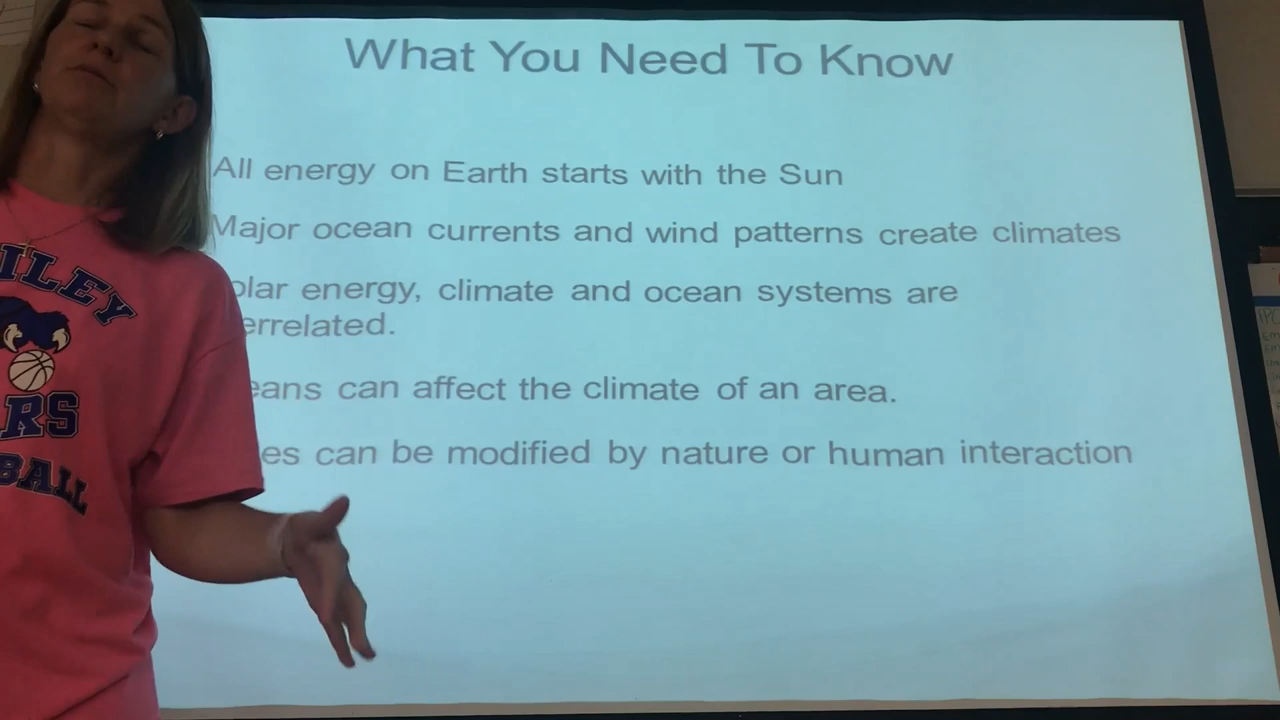 What You Need To Know
All energy on Earth starts with the Sun
Major ocean currents and wind patterns create climates
olar energy, climate and ocean systems are
errelated.
eans can affect the climate of an area.
es can be modified by nature or human interaction
ILEY
RS
BALL